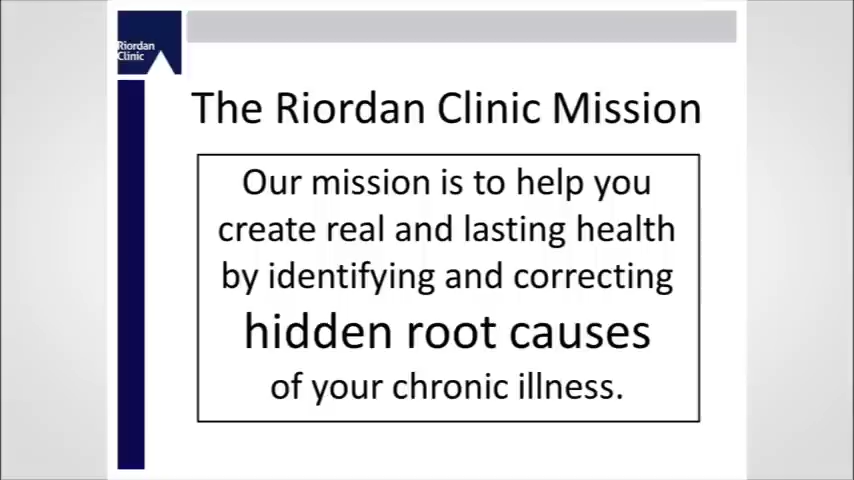 Riordan
Clinic
The Riordan Clinic Mission
Our mission is to help you
create real and lasting health
by identifying and correcting
hidden root causes
of your chronic illness.